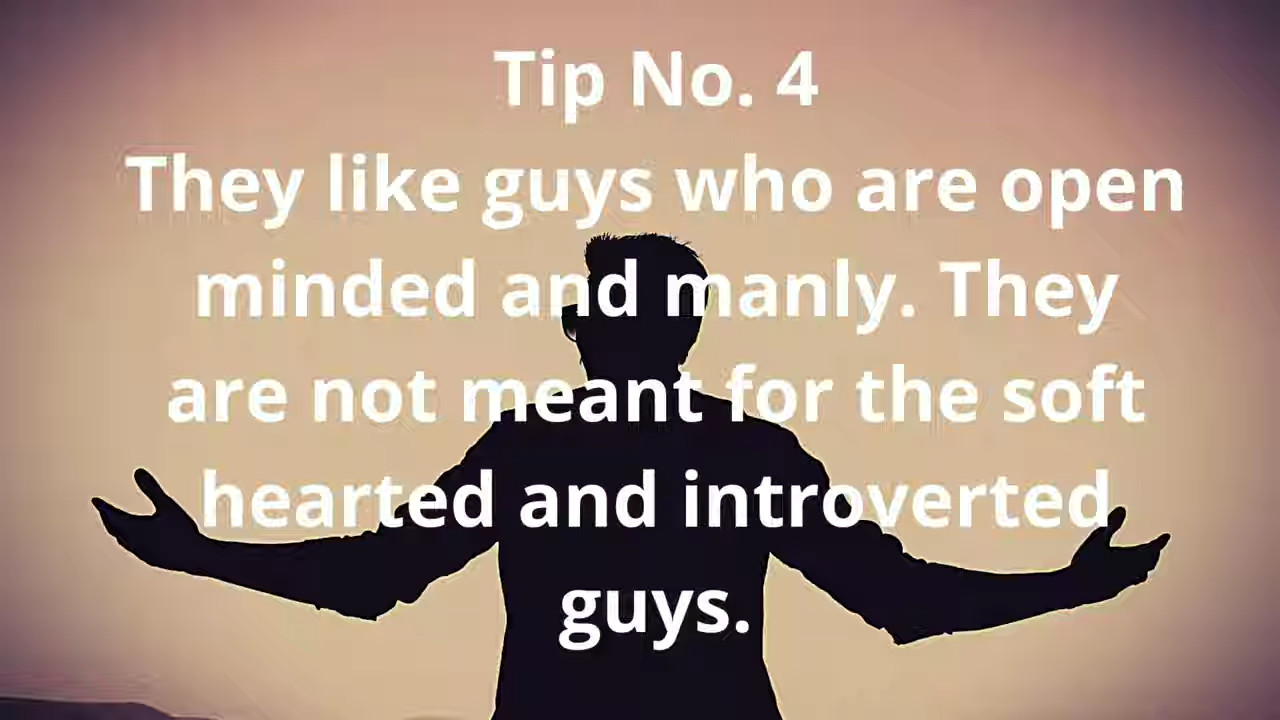 Tip No. 4
They like guys who are open
minded and manly. They
are not meant for the soft
hearted and introverted
guys.